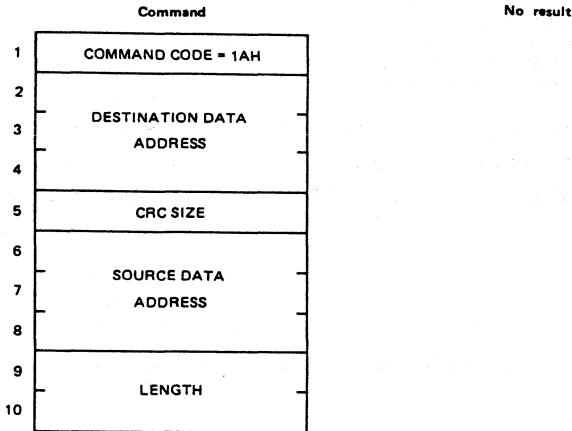 Command
No result
1
COMMAND CODE = 1AH
2
3
4
DESTINATION DATA
ADDRESS
5
CRC SIZE
6
7
8
SOURCE DATA
ADDRESS
9
10
LENGTH